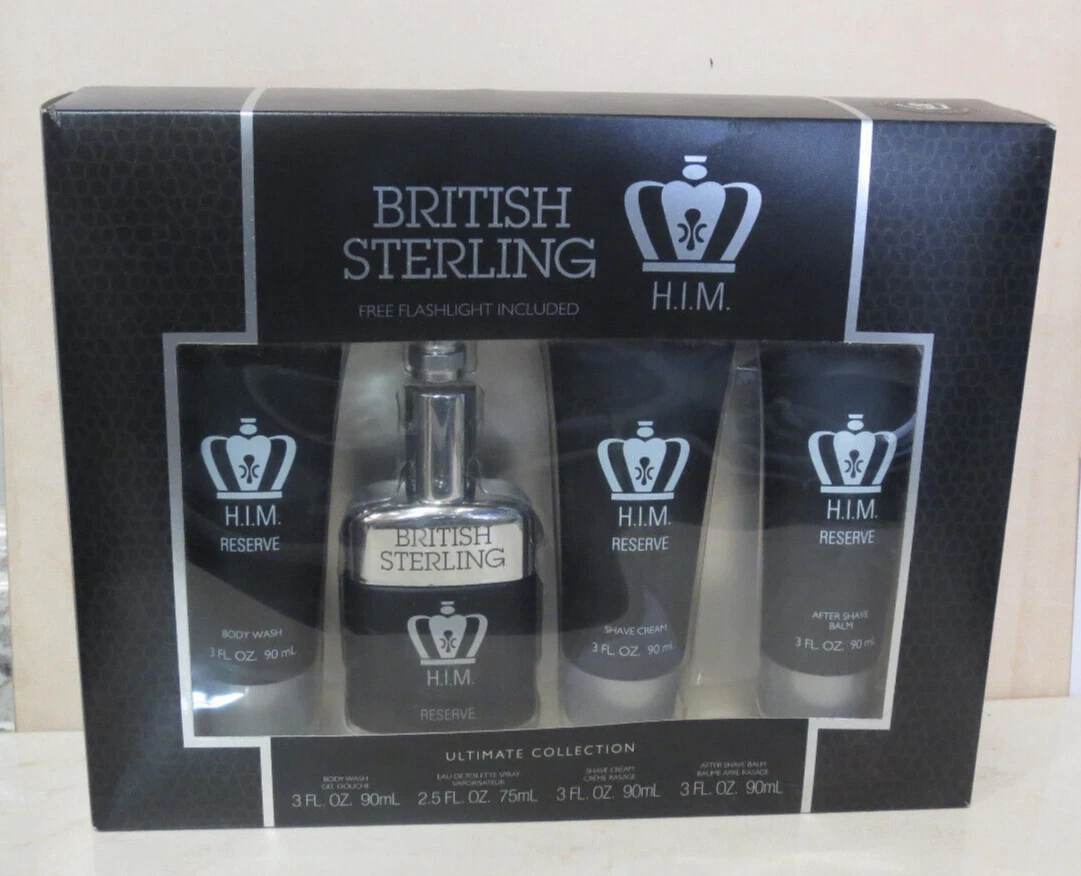 BRITISH
STERLING
FREE FLASHLIGHT INCLUDED
H.I.M.
H.I.M.
RESERVE
BODY WASH
3 FL. OZ. 90 mL
BRITISH
STERLING
H.I.M.
RESERVE
H.I.M.
RESERVE
SHAVE CREAM
3 FL. OZ. 90 mL
H.I.M.
RESERVE
AFTER SHAVE
BALM
3 FL. OZ. 90 mL
ULTIMATE COLLECTION
BODY WASH
GEL DOUCHE
3 FL. OZ. 90mL
EAU DE TOILETTE SPRAY
VAPORISATEUR
2.5 FL. OZ. 75mL
SHAVE CREAM
CRÈME RASAGE
3 FL. OZ. 90mL
AFTER SHAVE BALM
BAUME APRÈS-RASAGE
3 FL. OZ. 90mL